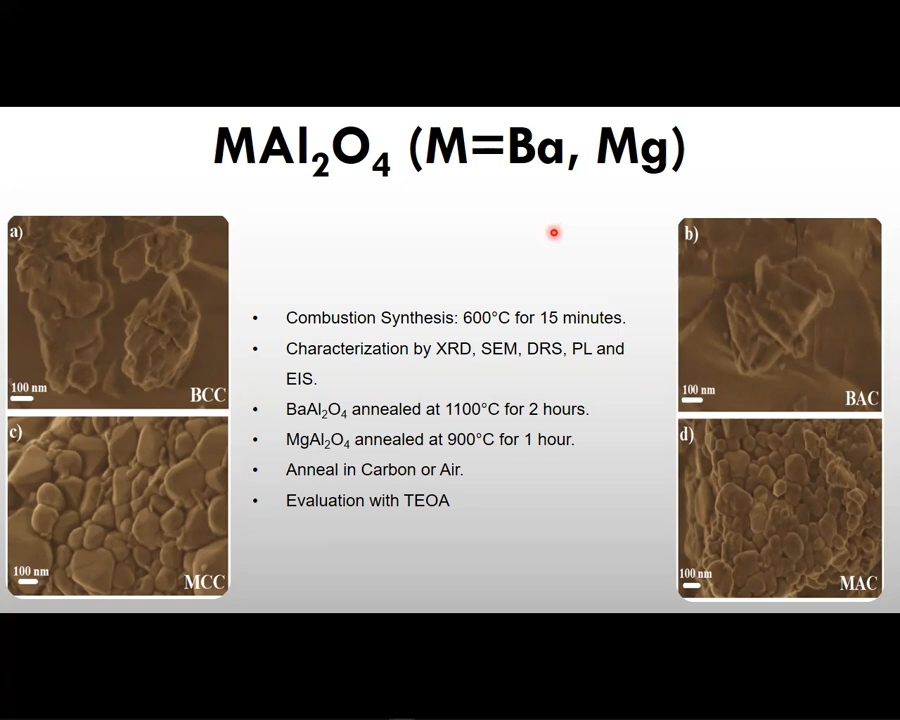 MAl₂O₄ (M=Ba, Mg)
a)
100 nm
BCC
c)
100 nm
MCC
• Combustion Synthesis: 600°C for 15 minutes.
• Characterization by XRD, SEM, DRS, PL and
EIS.
• BaAl₂O₄ annealed at 1100°C for 2 hours.
• MgAl₂O₄ annealed at 900°C for 1 hour.
• Anneal in Carbon or Air.
• Evaluation with TEOA
b)
100 nm
BAC
d)
100 nm
MAC